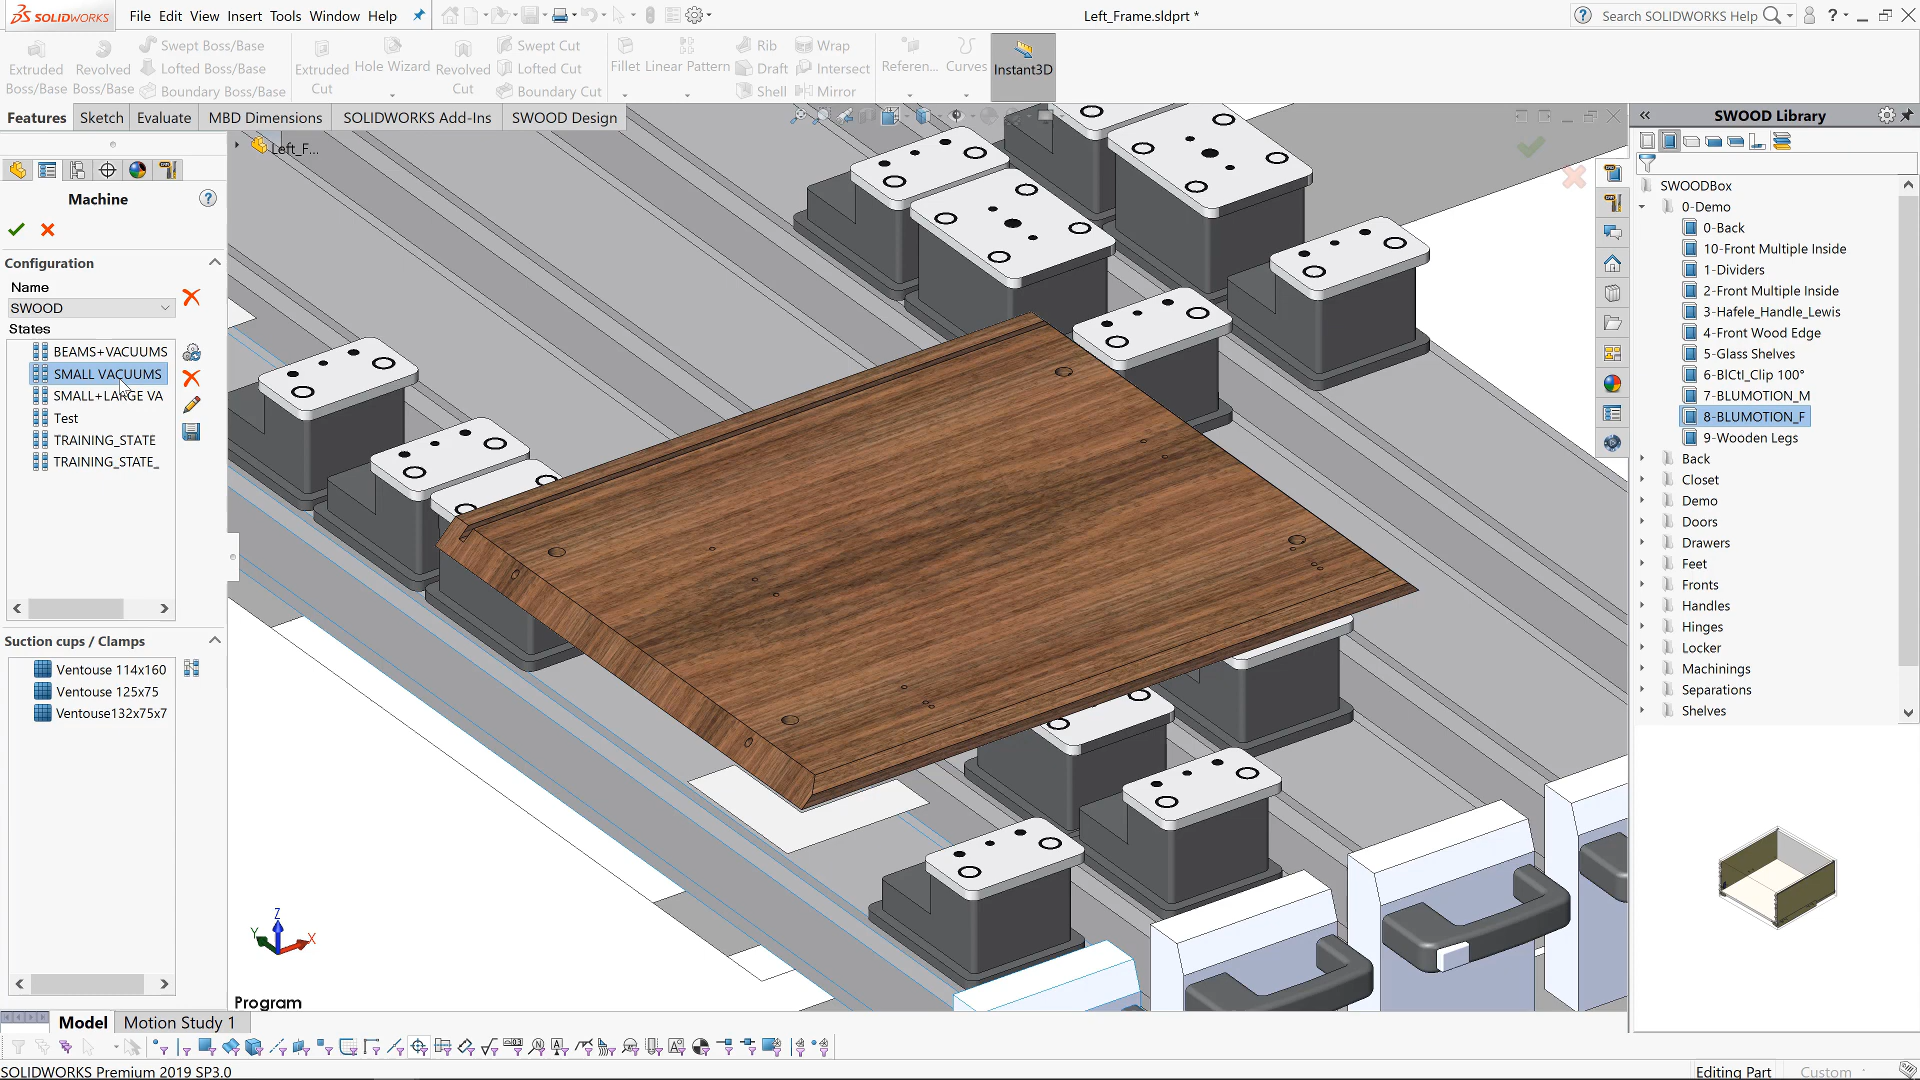 SOLIDWORKS File Edit View Insert Tools Window Help Left_Frame.sldprt * Search SOLIDWORKS Help ?
Extruded Boss/Base
Revolved Boss/Base
Swept Boss/Base
Lofted Boss/Base
Boundary Boss/Base
Extruded Cut
Hole Wizard
Revolved Cut
Swept Cut
Lofted Cut
Boundary Cut
Fillet
Linear Pattern
Rib
Draft
Shell
Wrap
Intersect
Mirror
Referen...
Curves
Instant3D
Features Sketch Evaluate MBD Dimensions SOLIDWORKS Add-Ins SWOOD Design
Left_F...
Machine
?
Configuration
Name
SWOOD
States
BEAMS+VACUUMS
SMALL VACUUMS
SMALL+LARGE VA
Test
TRAINING_STATE
TRAINING_STATE_
Suction cups / Clamps
Ventouse 114x160
Ventouse 125x75
Ventouse132x75x7
Z
Y
X
Program
SWOOD Library
SWOODBox
0-Demo
0-Back
10-Front Multiple Inside
1-Dividers
2-Front Multiple Inside
3-Hafele_Handle_Lewis
4-Front Wood Edge
5-Glass Shelves
6-BlCtl_Clip 100°
7-BLUMOTION_M
8-BLUMOTION_F
9-Wooden Legs
Back
Closet
Demo
Doors
Drawers
Feet
Fronts
Handles
Hinges
Locker
Machinings
Separations
Shelves
Model Motion Study 1
SOLIDWORKS Premium 2019 SP3.0 Editing Part Custom